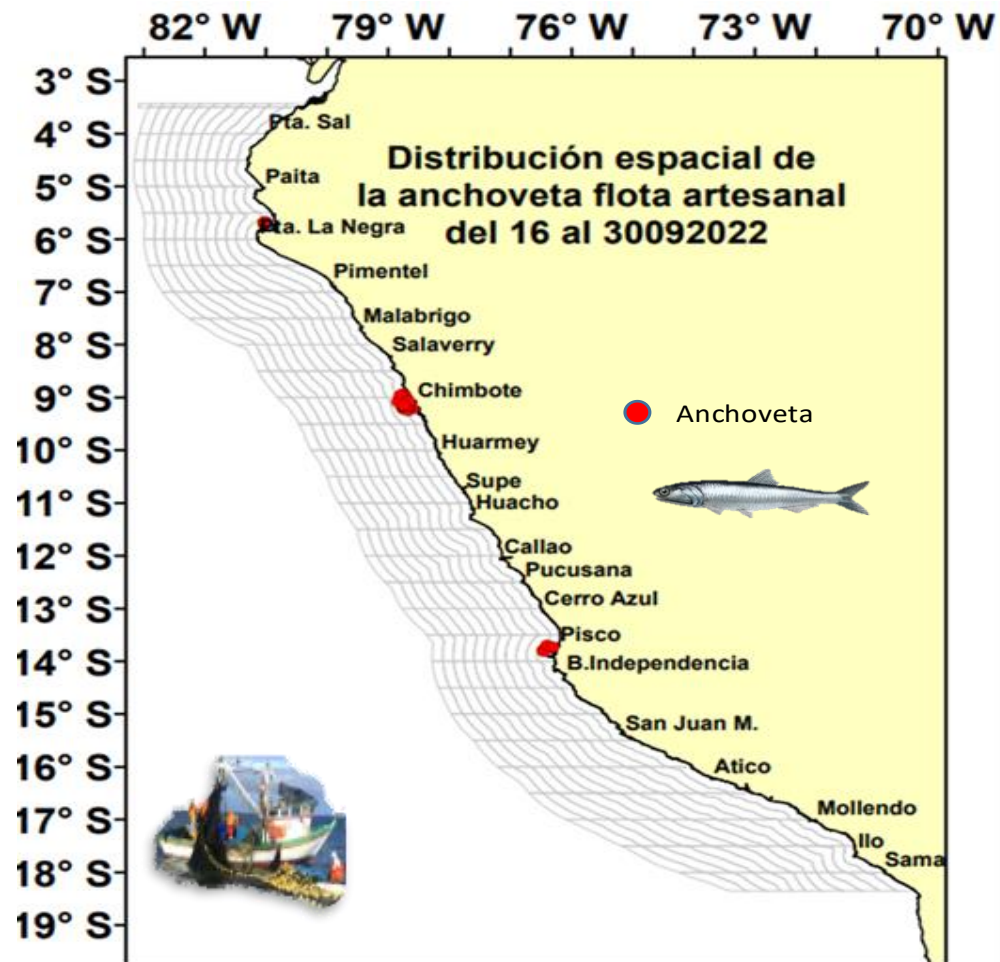 82° W 79° W 76° W 73° W 70° W
3° S
4° S
5° S
6° S
7° S
8° S
9° S
10° S
11° S
12° S
13° S
14° S
15° S
16° S
17° S
18° S
19° S
Distribución espacial de
la anchoveta flota artesanal
del 16 al 30092022
Pta. Sal
Paita
Pta. La Negra
Pimentel
Malabrigo
Salaverry
Chimbote
Huarmey
Supe
Huacho
Callao
Pucusana
Cerro Azul
Pisco
B.Independencia
San Juan M.
Atico
Mollendo
Ilo
Sama
Anchoveta